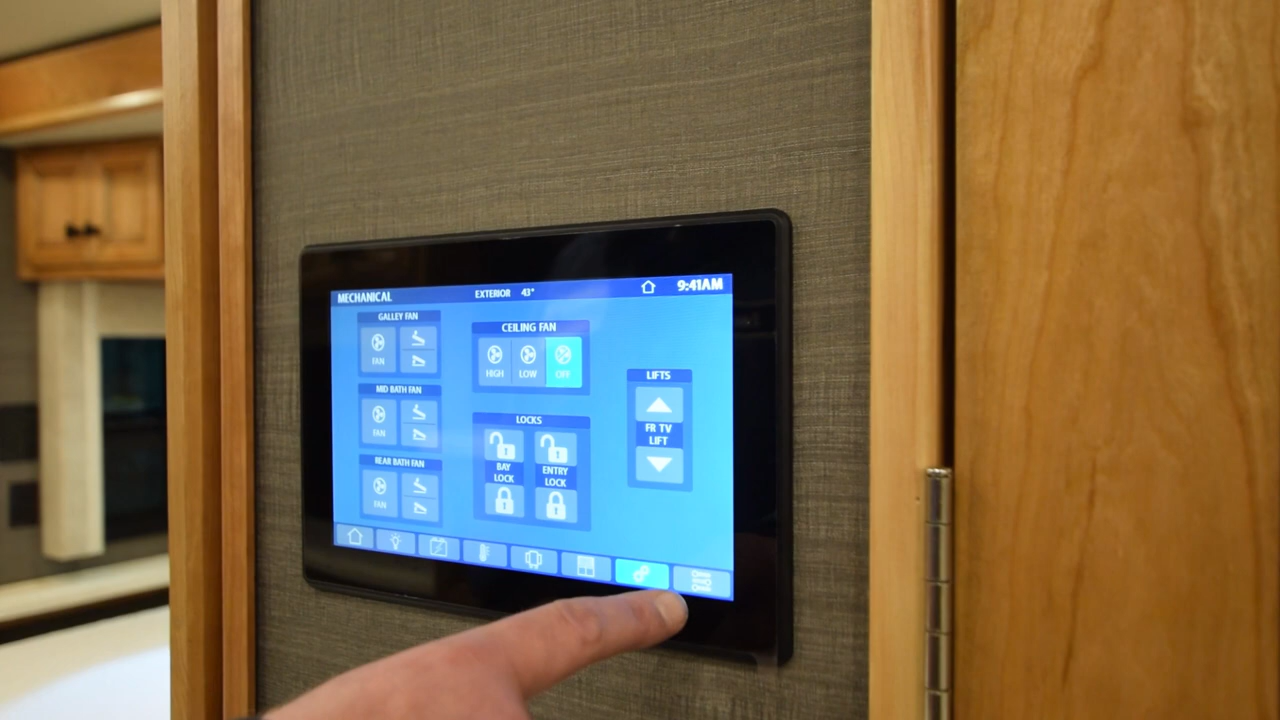 MECHANICAL EXTERIOR 43° 9:41AM
GALLEY FAN
FAN
MID BATH FAN
FAN
REAR BATH FAN
FAN
CEILING FAN
HIGH LOW OFF
LOCKS
BAY
LOCK
ENTRY
LOCK
LIFTS
FR TV
LIFT